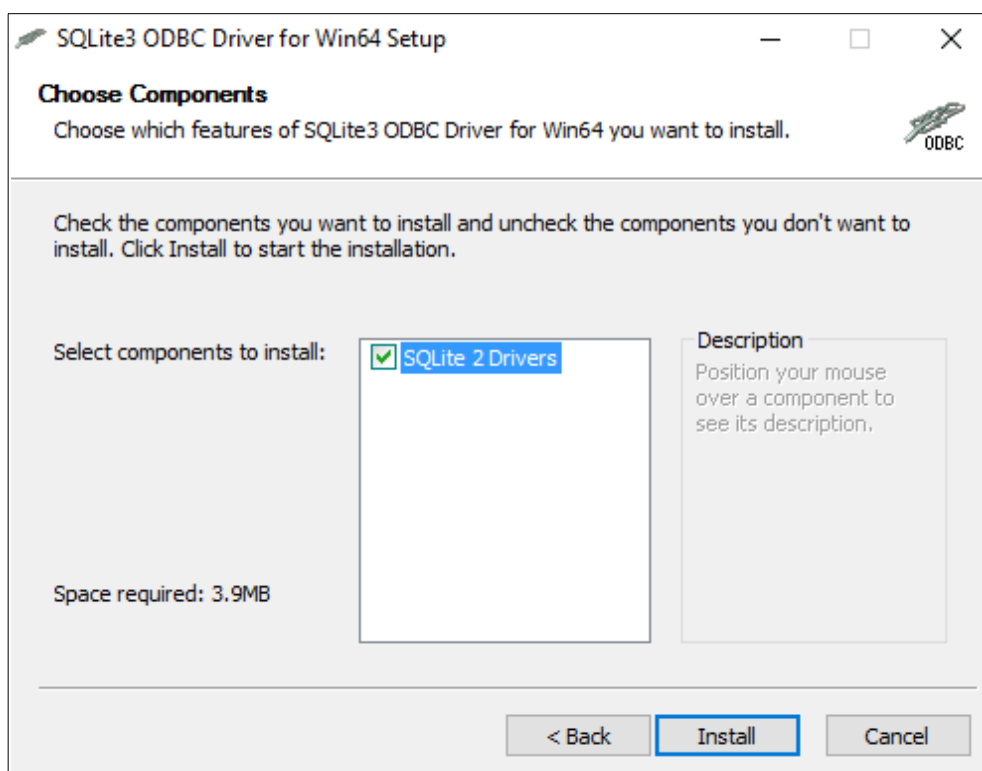 SQLite3 ODBC Driver for Win64 Setup
Choose Components
Choose which features of SQLite3 ODBC Driver for Win64 you want to install.
ODBC
Check the components you want to install and uncheck the components you don't want to
install. Click Install to start the installation.
Select components to install:
SQLite 2 Drivers
Description
Position your mouse
over a component to
see its description.
Space required: 3.9MB
< Back
Install
Cancel